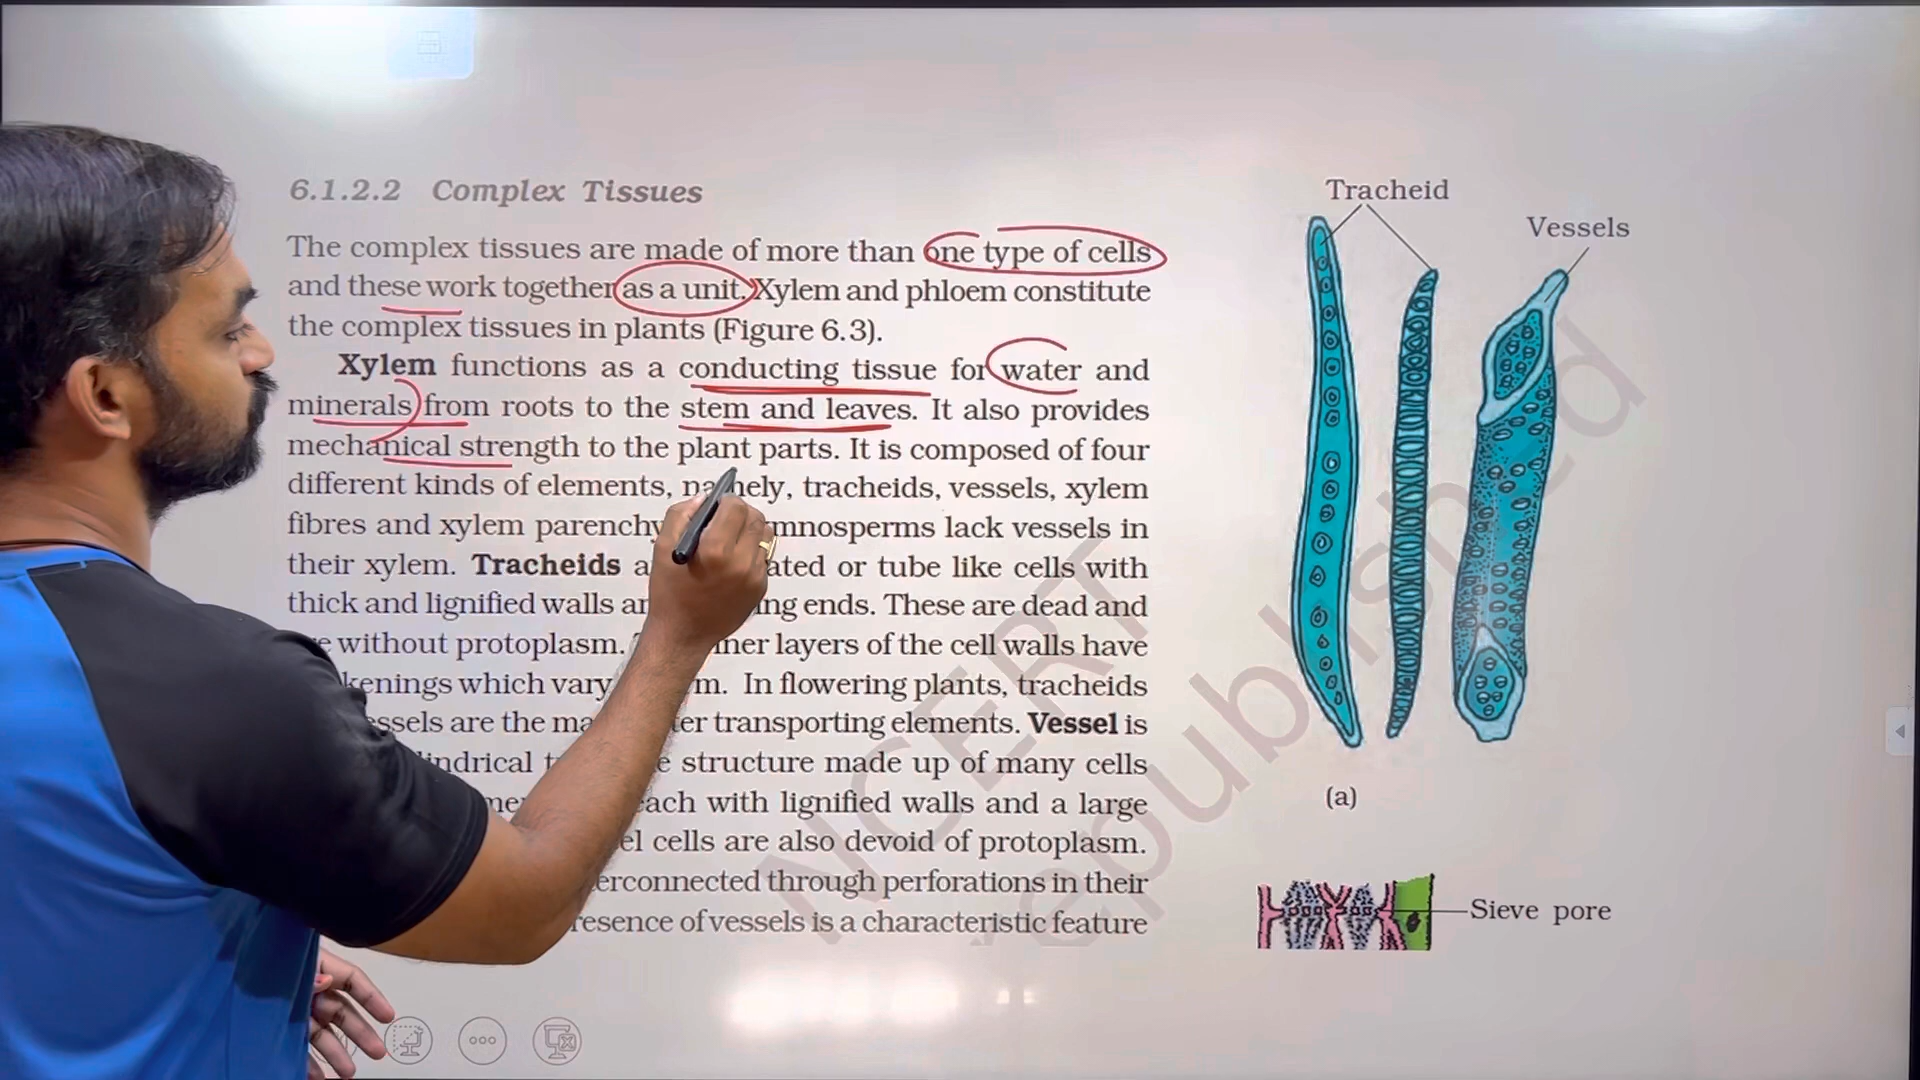 6.1.2.2 Complex Tissues
The complex tissues are made of more than one type of cells
and these work together as a unit. Xylem and phloem constitute
the complex tissues in plants (Figure 6.3).
Xylem functions as a conducting tissue for water and
minerals from roots to the stem and leaves. It also provides
mechanical strength to the plant parts. It is composed of four
different kinds of elements, namely, tracheids, vessels, xylem
fibres and xylem parenchy mnosperms lack vessels in
their xylem. Tracheids a ated or tube like cells with
thick and lignified walls an ing ends. These are dead and
e without protoplasm. ner layers of the cell walls have
kenings which vary m. In flowering plants, tracheids
ssels are the ma ter transporting elements. Vessel is
lindrical t e structure made up of many cells
me each with lignified walls and a large
el cells are also devoid of protoplasm.
erconnected through perforations in their
resence of vessels is a characteristic feature
Tracheid
Vessels
(a)
Sieve pore
NCERT
republished